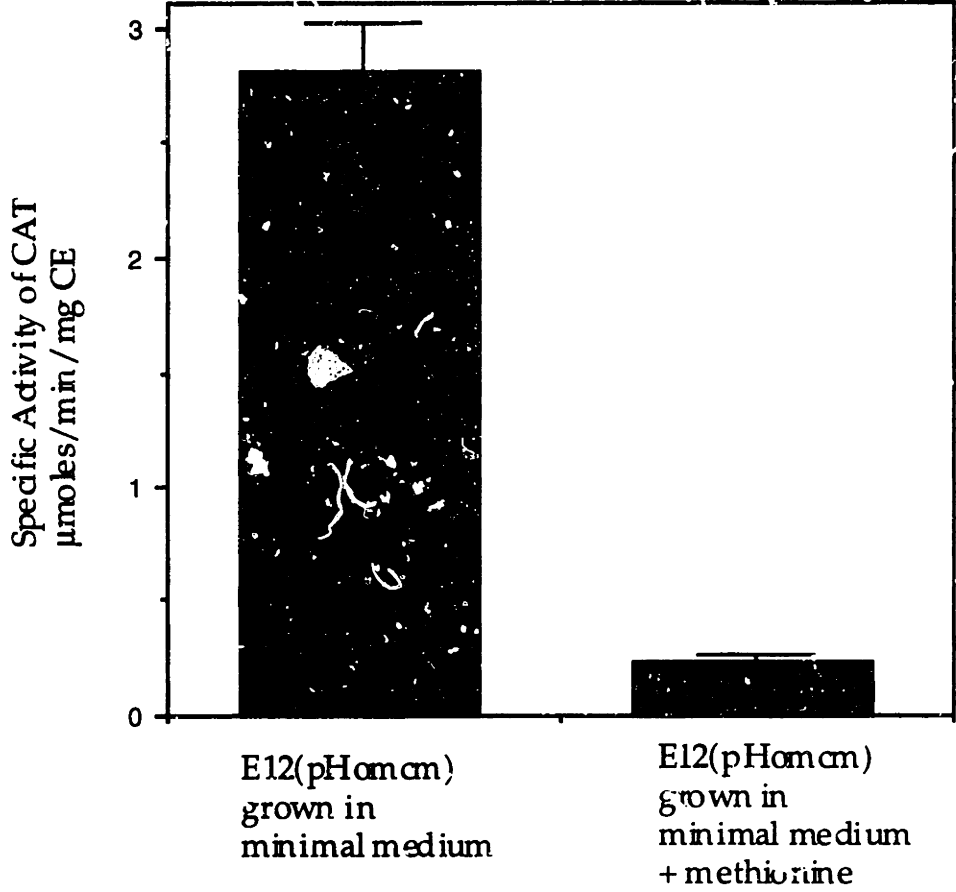 3
2
1
0
Specific Activity of CAT
µmoles/min/mg CE
E12(pHomcm)
grown in
minimal medium
E12(pHomcm)
grown in
minimal medium
+ methionine